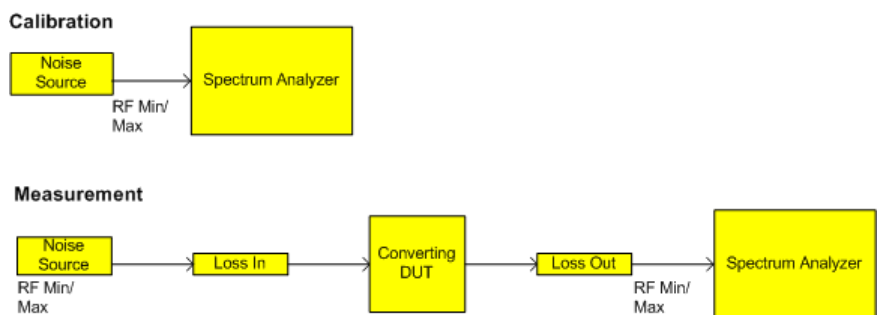 Calibration
Noise
Source
Spectrum Analyzer
RF Min/
Max
Measurement
Noise
Source
RF Min/
Max
Loss In
Converting
DUT
Loss Out
RF Min/
Max
Spectrum Analyzer